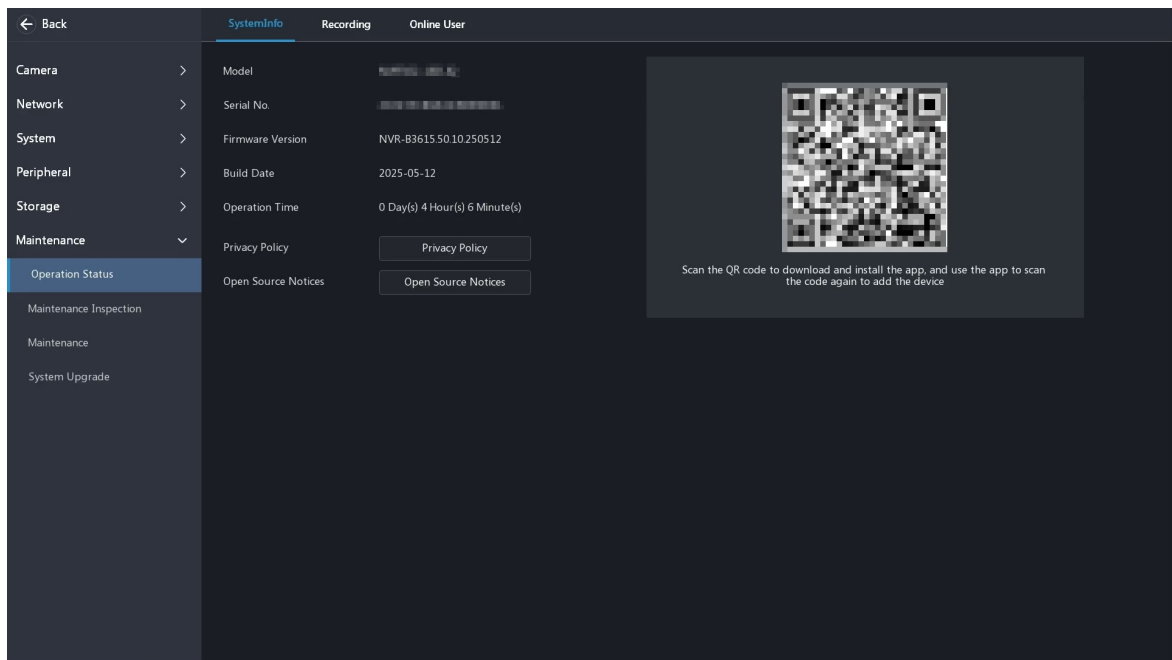 Back
SystemInfo Recording Online User
Camera
Network
System
Peripheral
Storage
Maintenance
Operation Status
Maintenance Inspection
Maintenance
System Upgrade
Model
Serial No.
Firmware Version NVR-B3615.50.10.250512
Build Date 2025-05-12
Operation Time 0 Day(s) 4 Hour(s) 6 Minute(s)
Privacy Policy Privacy Policy
Open Source Notices Open Source Notices
Scan the QR code to download and install the app, and use the app to scan
the code again to add the device